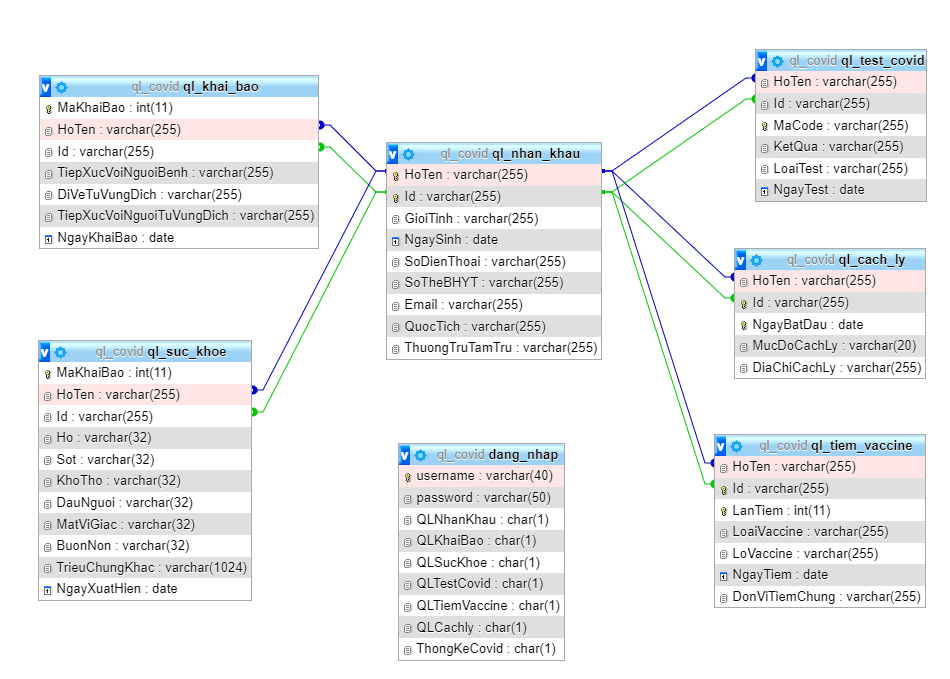 ql_covid ql_khai_bao
MaKhaiBao : int(11)
HoTen : varchar(255)
Id : varchar(255)
TiepXucVoiNguoiBenh : varchar(255)
DiVeTuVungDich : varchar(255)
TiepXucVoiNguoiTuVungDich : varchar(255)
NgayKhaiBao : date
ql_covid ql_suc_khoe
MaKhaiBao : int(11)
HoTen : varchar(255)
Id : varchar(255)
Ho : varchar(32)
Sot : varchar(32)
KhoTho : varchar(32)
DauNguoi : varchar(32)
MatViGiac : varchar(32)
BuonNon : varchar(32)
TrieuChungKhac : varchar(1024)
NgayXuatHien : date
ql_covid ql_nhan_khau
HoTen : varchar(255)
Id : varchar(255)
GioiTinh : varchar(255)
NgaySinh : date
SoDienThoai : varchar(255)
SoTheBHYT : varchar(255)
Email : varchar(255)
QuocTich : varchar(255)
ThuongTruTamTru : varchar(255)
ql_covid dang_nhap
username : varchar(40)
password : varchar(50)
QLNhanKhau : char(1)
QLKhaiBao : char(1)
QLSucKhoe : char(1)
QLTestCovid : char(1)
QLTiemVaccine : char(1)
QLCachly : char(1)
ThongKeCovid : char(1)
ql_covid ql_test_covid
HoTen : varchar(255)
Id : varchar(255)
MaCode : varchar(255)
KetQua : varchar(255)
LoaiTest : varchar(255)
NgayTest : date
ql_covid ql_cach_ly
HoTen : varchar(255)
Id : varchar(255)
NgayBatDau : date
MucDoCachLy : varchar(20)
DiaChiCachLy : varchar(255)
ql_covid ql_tiem_vaccine
HoTen : varchar(255)
Id : varchar(255)
LanTiem : int(11)
LoaiVaccine : varchar(255)
LoVaccine : varchar(255)
NgayTiem : date
DonViTiemChung : varchar(255)